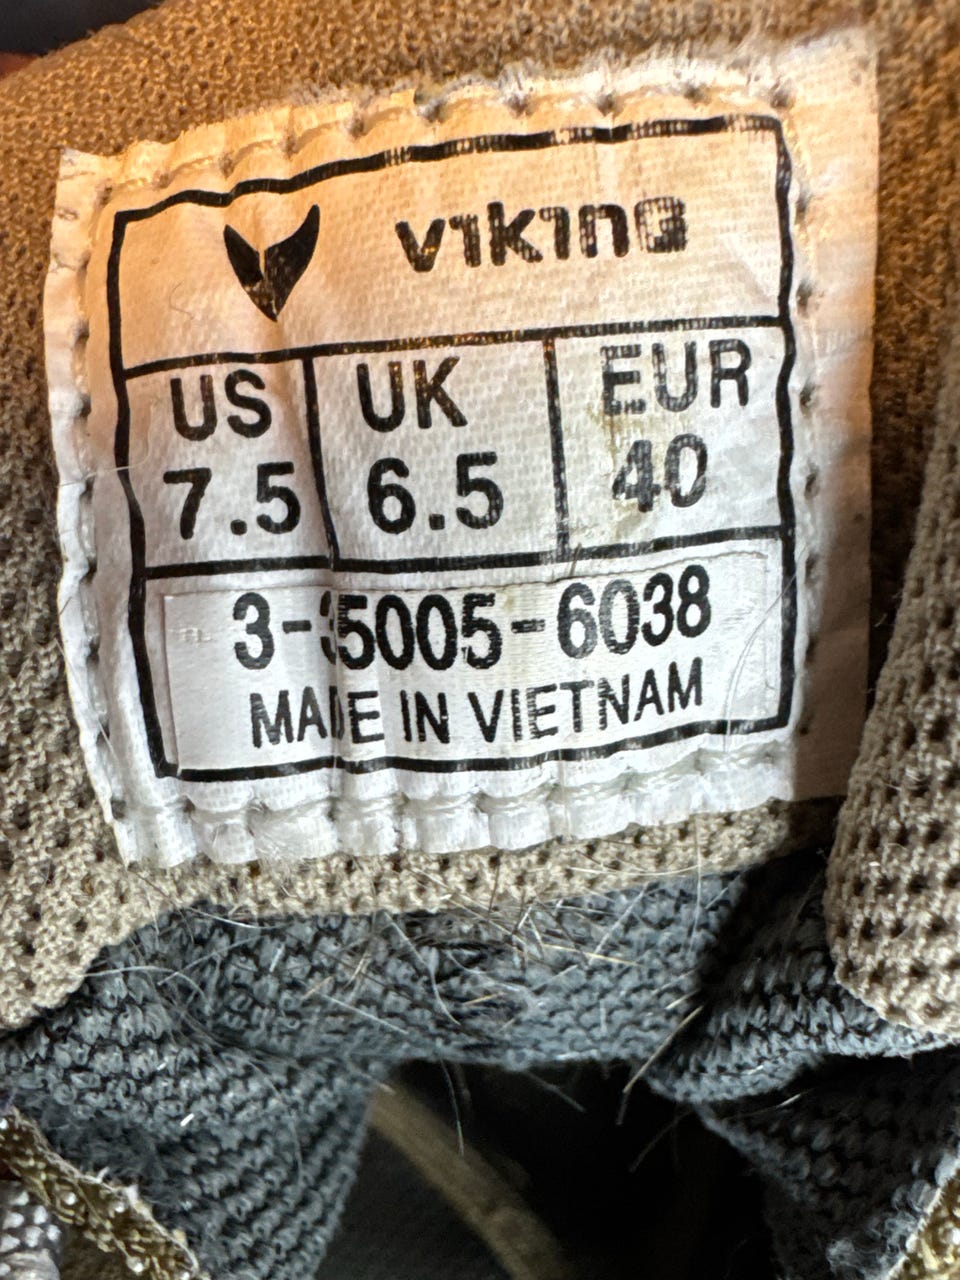 viking
US UK EUR
7.5 6.5 40
3-35005-6038
MADE IN VIETNAM